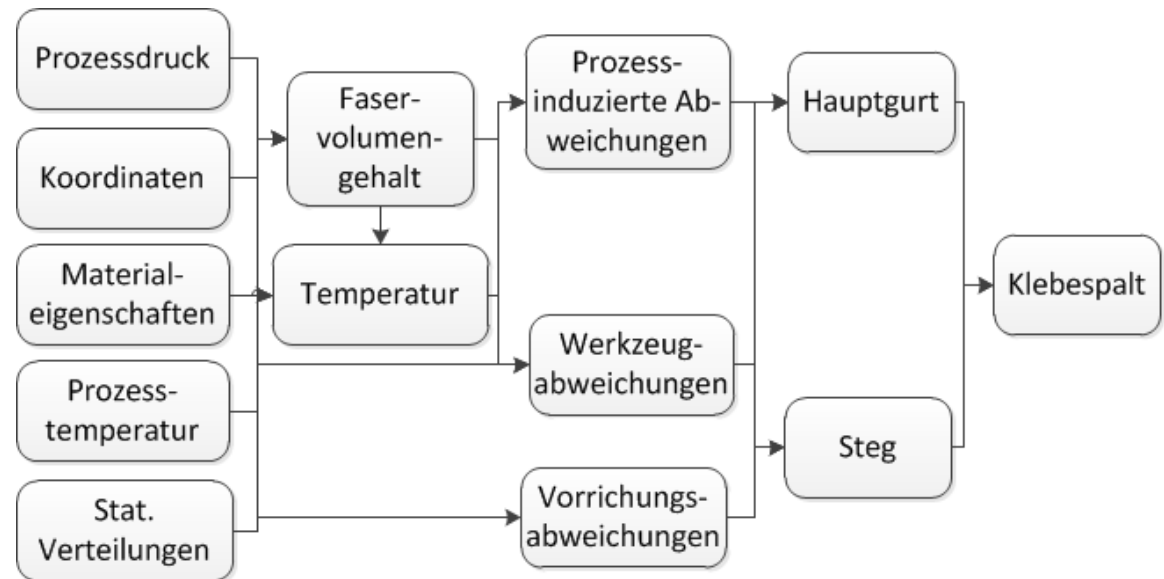 Prozessdruck
Koordinaten
Material-
eigenschaften
Prozess-
temperatur
Stat.
Verteilungen
Faser-
volumen-
gehalt
Temperatur
Prozess-
induzierte Ab-
weichungen
Werkzeug-
abweichungen
Vorrichungs-
abweichungen
Hauptgurt
Steg
Klebespalt